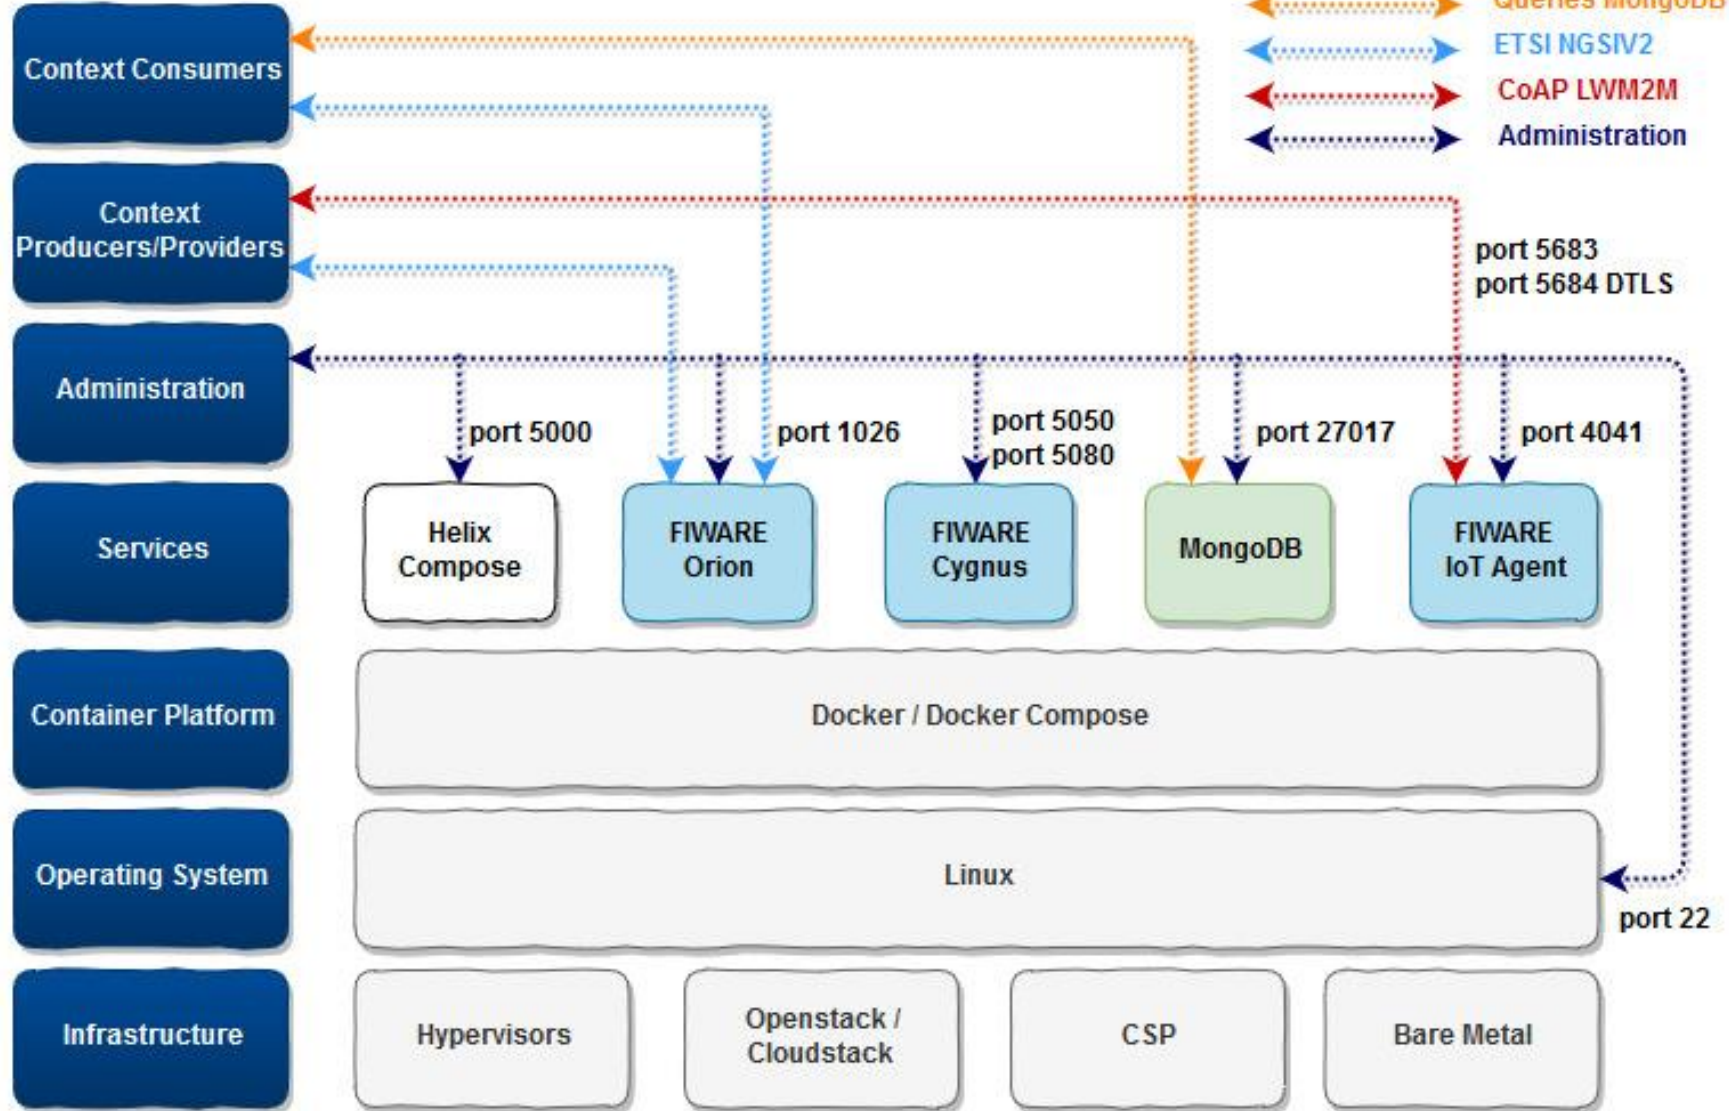 Queries MongoDB
ETSI NGSIV2
CoAP LWM2M
Administration
Context Consumers
Context
Producers/Providers
port 5683
port 5684 DTLS
Administration
port 5000
port 1026
port 5050
port 5080
port 27017
port 4041
Services
Helix
Compose
FIWARE
Orion
FIWARE
Cygnus
MongoDB
FIWARE
IoT Agent
Container Platform
Docker / Docker Compose
Operating System
Linux
port 22
Infrastructure
Hypervisors
Openstack /
Cloudstack
CSP
Bare Metal